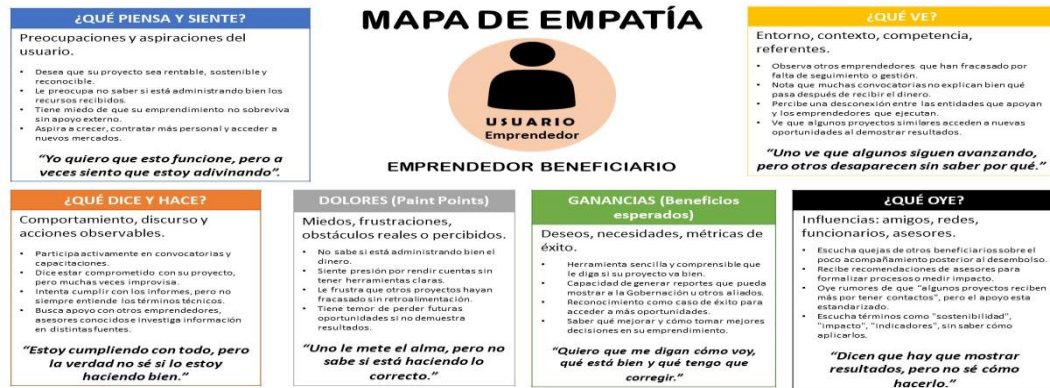 ¿QUÉ PIENSA Y SIENTE?
Preocupaciones y aspiraciones del
usuario.
• Desea que su proyecto sea rentable, sostenible y
reconocible.
• Le preocupa no saber si está administrando bien los
recursos recibidos.
• Tiene miedo de que su emprendimiento no sobreviva
sin apoyo externo.
• Aspira a crecer, contratar más personal y acceder a
nuevos mercados.
"Yo quiero que esto funcione, pero a
veces siento que estoy adivinando".
MAPA DE EMPATÍA
USUARIO
Emprendedor
EMPRENDEDOR BENEFICIARIO
¿QUÉ VE?
Entorno, contexto, competencia,
referentes.
• Observa otros emprendedores que han fracasado por
falta de seguimiento o gestión.
• Nota que muchas convocatorias no explican bien qué
pasa después de recibir el dinero.
• Percibe una desconexión entre las entidades que apoyan
y los emprendedores que ejecutan.
• Ve que algunos proyectos similares acceden a nuevas
oportunidades al demostrar resultados.
"Uno ve que algunos siguen avanzando,
pero otros desaparecen sin saber por qué."
¿QUÉ DICE Y HACE?
Comportamiento, discurso y
acciones observables.
• Participa activamente en convocatorias y
capacitaciones.
• Dice estar comprometido con su proyecto,
pero muchas veces improvisa.
• Intenta cumplir con los informes, pero no
siempre entiende los términos técnicos.
• Busca apoyo con otros emprendedores,
asesores conocidos e investiga información
en distintas fuentes.
"Estoy cumpliendo con todo, pero
la verdad no sé si lo estoy
haciendo bien."
DOLORES (Paint Points)
Miedos, frustraciones,
obstáculos reales o percibidos.
• No sabe si está administrando bien el
dinero.
• Siente presión por rendir cuentas sin
tener herramientas claras.
• Le frustra que otros proyectos hayan
fracasado sin retroalimentación.
• Tiene temor de perder futuras
oportunidades si no demuestra
resultados.
"Uno le mete el alma, pero no
sabe si está haciendo lo
correcto."
GANANCIAS (Beneficios
esperados)
Deseos, necesidades, métricas de
éxito.
• Herramienta sencilla y comprensible que
le diga si su proyecto va bien.
• Capacidad de generar reportes que pueda
mostrar a la Gobernación u otros aliados.
• Reconocimiento como caso de éxito para
acceder a más oportunidades.
• Saber qué mejorar y cómo tomar mejores
decisiones en su emprendimiento.
"Quiero que me digan cómo voy,
qué está bien y qué tengo que
corregir."
¿QUÉ OYE?
Influencias: amigos, redes,
funcionarios, asesores.
• Escucha quejas de otros beneficiarios sobre el
poco acompañamiento posterior al desembolso.
• Recibe recomendaciones de asesores para
formalizar procesos o medir impacto.
• Oye rumores de que "algunos proyectos reciben
más por tener contactos", pero el apoyo esta
estandarizado.
• Escucha términos como "sostenibilidad",
"impacto", "indicadores", sin saber cómo
aplicarlos.
"Dicen que hay que mostrar
resultados, pero no sé cómo
hacerlo."